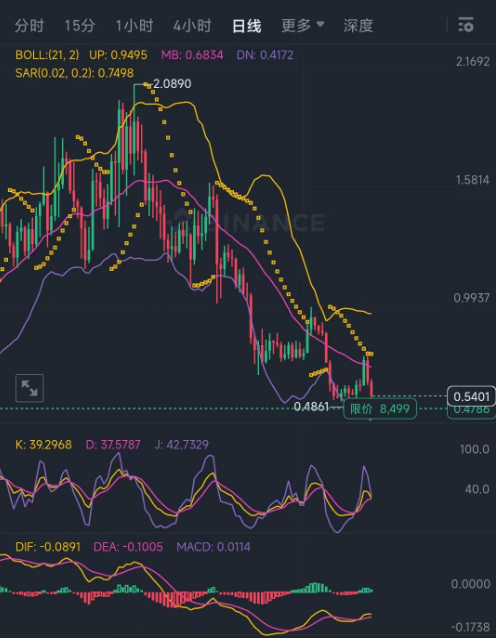 分时 15分 1小时 4小时 日线 更多 深度
BOLL:(21, 2) UP: 0.9495 MB: 0.6834 DN: 0.4172
SAR(0.02, 0.2): 0.7498
2.1692
2.0890
1.5814
BINANCE
0.9937
0.5401
0.4861
限价 8,499
0.4786
K: 39.2968 D: 37.5787 J: 42.7329
100.0
40.0
DIF: -0.0891 DEA: -0.1005 MACD: 0.0114
0.0000
-0.1738